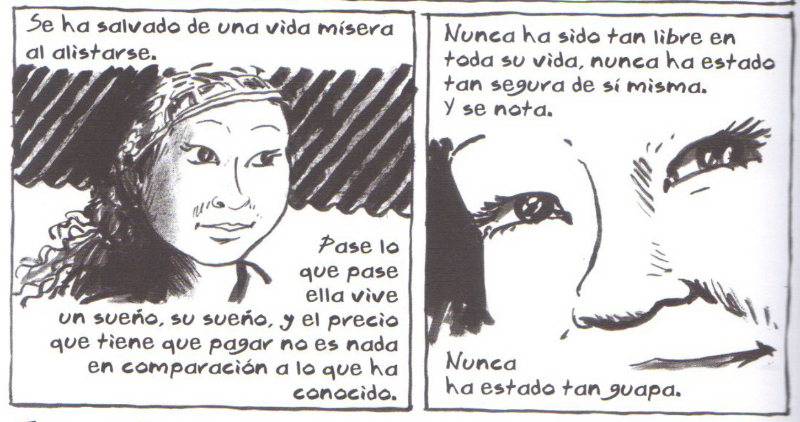 Se ha salvado de una vida mísera
al alistarse.
Pase lo
que pase
ella vive
un sueño, su sueño, y el precio
que tiene que pagar no es nada
en comparación a lo que ha
conocido.
Nunca ha sido tan libre en
toda su vida, nunca ha estado
tan segura de sí misma.
Y se nota.
Nunca
ha estado tan guapa.